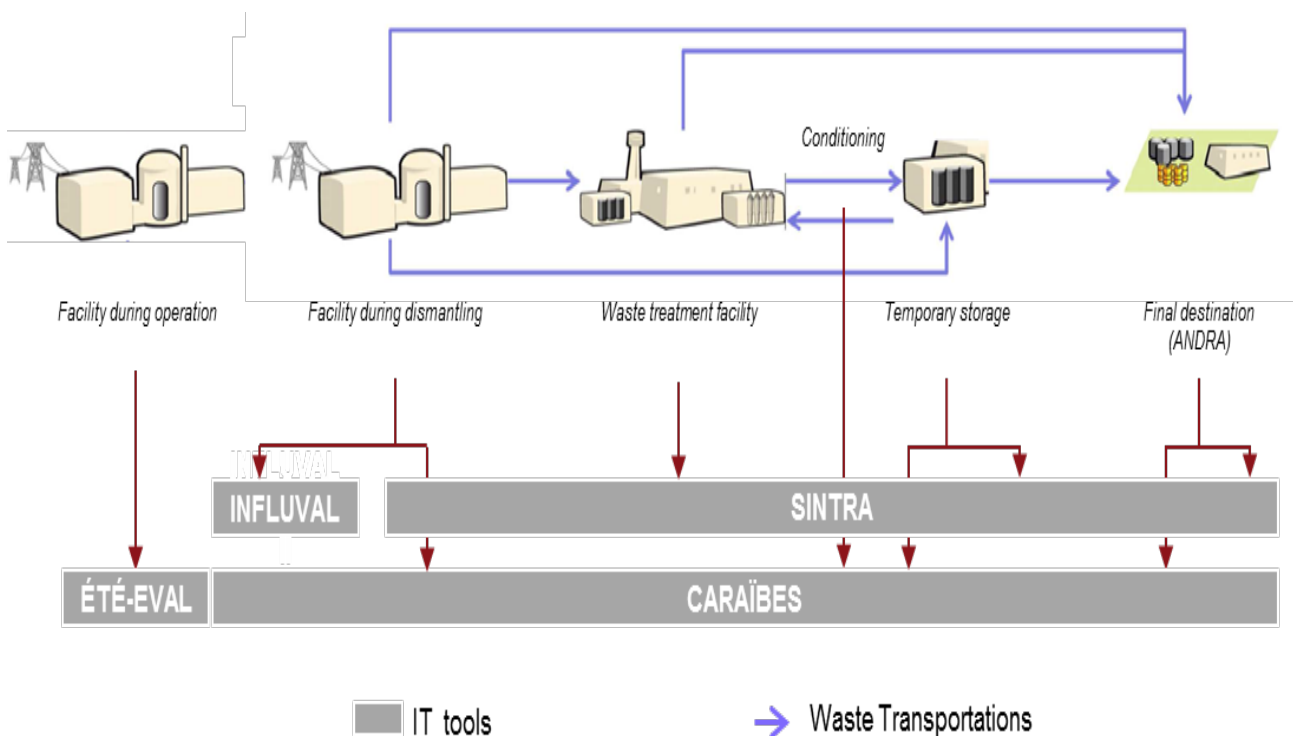 Conditioning
Facility during operation
Facility during dismantling
Waste treatment facility
Temporary storage
Final destination
(ANDRA)
INFLUVAL
INFLUVAL
SINTRA
ÉTÉ-EVAL
CARAÏBES
IT tools
Waste Transportations